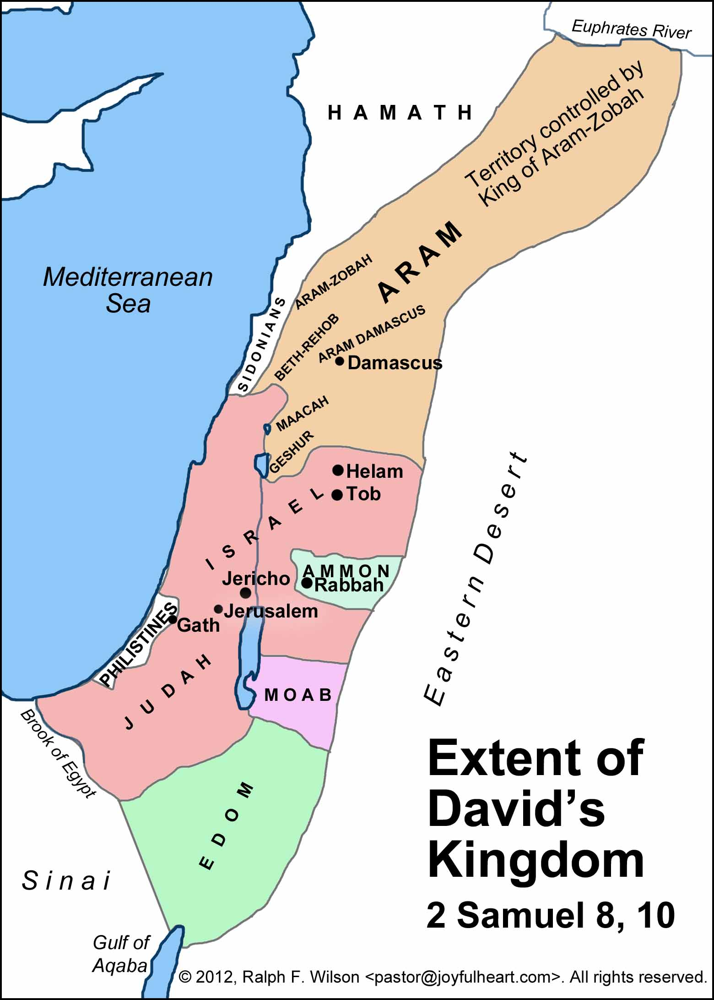 Euphrates River
HAMATH
Territory controlled by
King of Aram-Zobah
ARAM
Mediterranean
Sea
SIDONIANS
ARAM-ZOBAH
BETH-REHOB
ARAM DAMASCUS
Damascus
MAACAH
GESHUR
Helam
Tob
ISRAEL
AMMON
Rabbah
Jericho
Jerusalem
Gath
PHILISTINES
JUDAH
MOAB
Eastern Desert
Brook of Egypt
EDOM
Sinai
Gulf of
Aqaba
Extent of
David’s
Kingdom
2 Samuel 8, 10
© 2012, Ralph F. Wilson <pastor@joyfulheart.com>. All rights reserved.